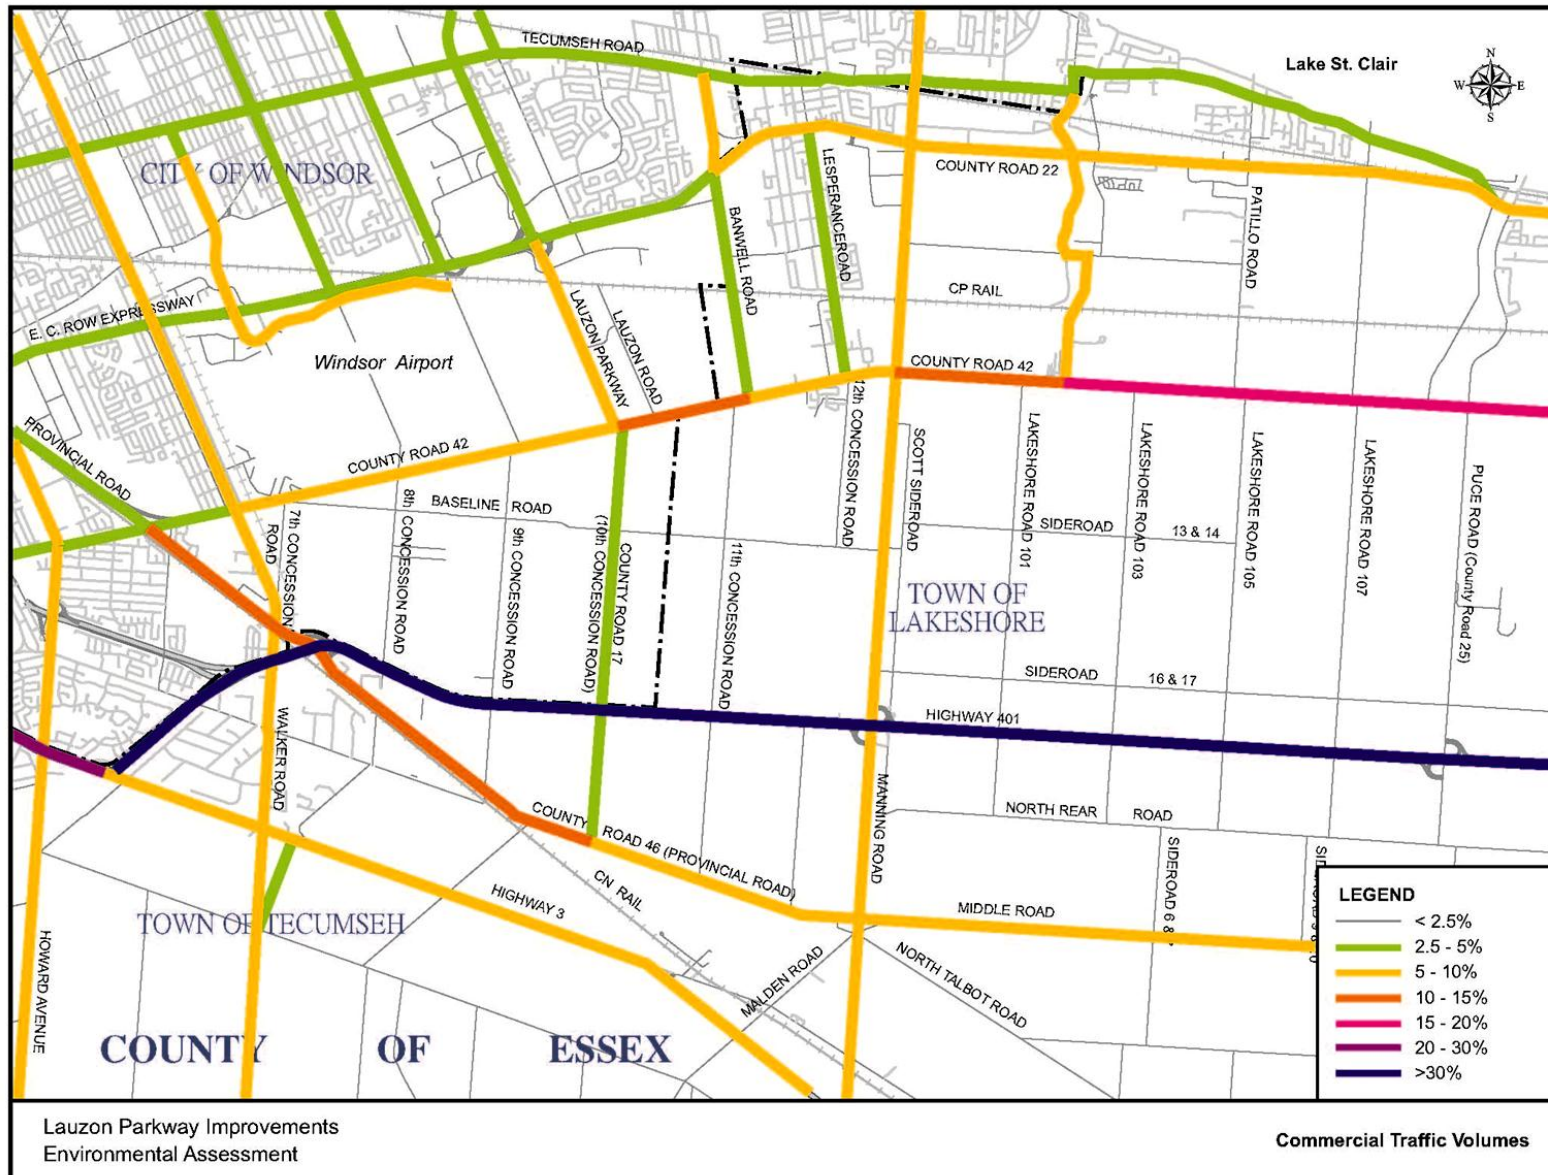 TECUMSEH ROAD
Lake St. Clair
N
W E
S
CITY OF WINDSOR
COUNTY ROAD 22
LESPERANCEROAD
PATILLO ROAD
BANWELL ROAD
CP RAIL
E. C. ROW EXPRESSWAY
LAUZON PARKWAY
LAUZON ROAD
Windsor Airport
COUNTY ROAD 42
12th CONCESSION ROAD
PROVINCIAL ROAD
COUNTY ROAD 42
BASELINE ROAD
SCOTT SIDEROAD
LAKESHORE ROAD 101
LAKESHORE ROAD 103
LAKESHORE ROAD 105
LAKESHORE ROAD 107
PUCE ROAD (County Road 25)
7th CONCESSION
ROAD
8th CONCESSION ROAD
9th CONCESSION ROAD
(10th CONCESSION ROAD)
COUNTY ROAD 17
11th CONCESSION ROAD
SIDEROAD 13 & 14
TOWN OF
LAKESHORE
SIDEROAD 16 & 17
HIGHWAY 401
WALKER ROAD
MANNING ROAD
NORTH REAR ROAD
COUNTY ROAD 46 (PROVINCIAL ROAD)
SIDEROAD 6 &
CN RAIL
HIGHWAY 3
MIDDLE ROAD
TOWN OF TECUMSEH
HOWARD AVENUE
MALDEN ROAD
NORTH TALBOT ROAD
COUNTY OF ESSEX
LEGEND
< 2.5%
2.5 - 5%
5 - 10%
10 - 15%
15 - 20%
20 - 30%
>30%
Lauzon Parkway Improvements
Environmental Assessment
Commercial Traffic Volumes